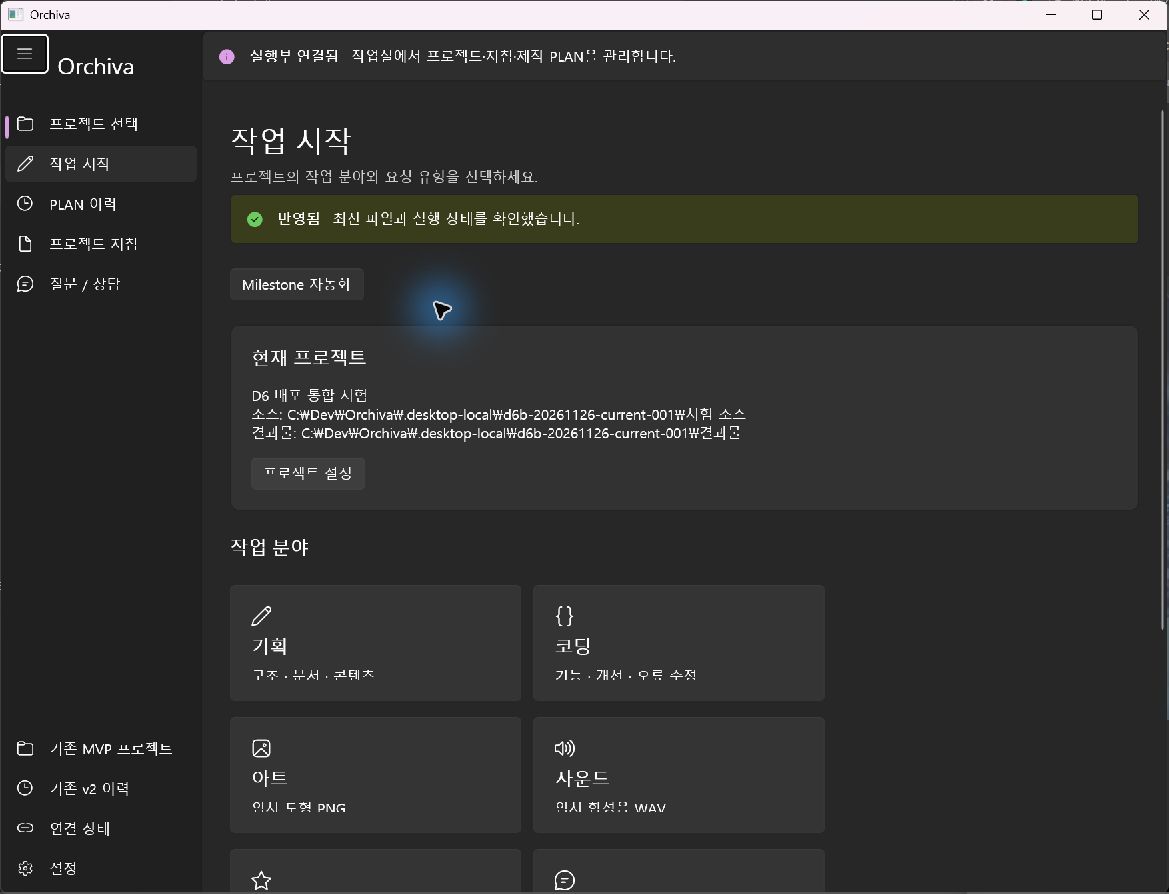 Orchiva
Orchiva
실행부 연결됨 작업실에서 프로젝트·지침·제작 PLAN을 관리합니다.
프로젝트 선택
작업 시작
PLAN 이력
프로젝트 지침
질문 / 상담
작업 시작
프로젝트의 작업 분야와 요청 유형을 선택하세요.
반영됨 최신 파일과 실행 상태를 확인했습니다.
Milestone 자동화
현재 프로젝트
D6 배포 통합 시험
소스: C:₩Dev₩Orchiva₩.desktop-local₩d6b-20261126-current-001₩시험 소스
결과물: C:₩Dev₩Orchiva₩.desktop-local₩d6b-20261126-current-001₩결과물
프로젝트 설정
작업 분야
기획
구조 · 문서 · 콘텐츠
{} 
코딩
기능 · 개선 · 오류 수정
아트
임시 도형 PNG
사운드
임시 합성음 WAV
기존 MVP 프로젝트
기존 v2 이력
연결 상태
설정